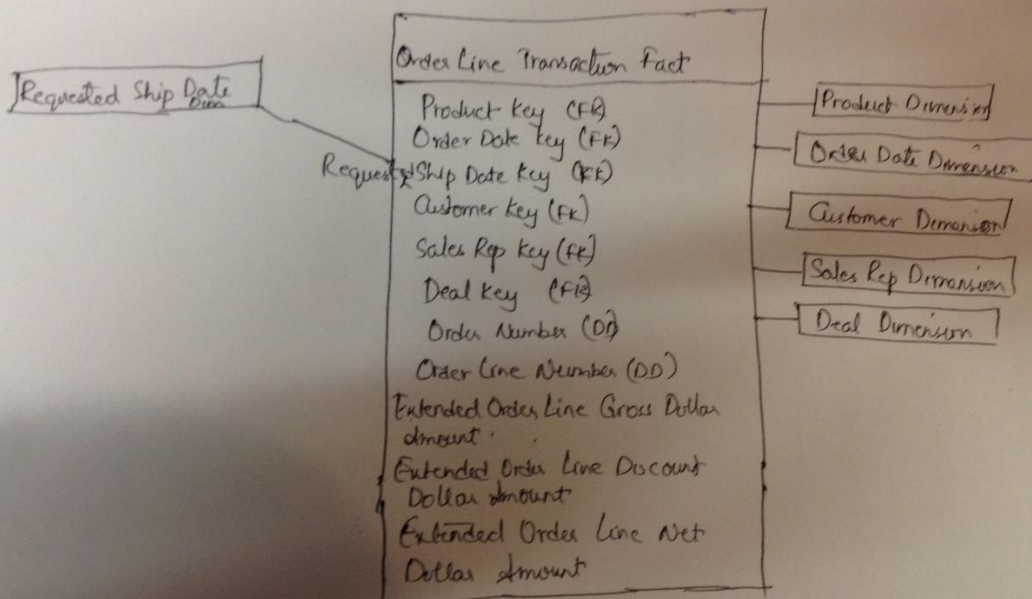 Order Line Transaction Fact
Requested Ship Date
Dim
Product Key (FK)
Order Date Key (FK)
Requested Ship Date Key (FK)
Customer Key (FK)
Sales Rep Key (FK)
Deal Key (FK)
Order Number (DD)
Order Line Number (DD)
Extended Order Line Gross Dollar
Amount
Extended Order Line Discount
Dollar Amount
Extended Order Line Net
Dollar Amount
Product Dimension
Order Date Dimension
Customer Dimension
Sales Rep Dimension
Deal Dimension